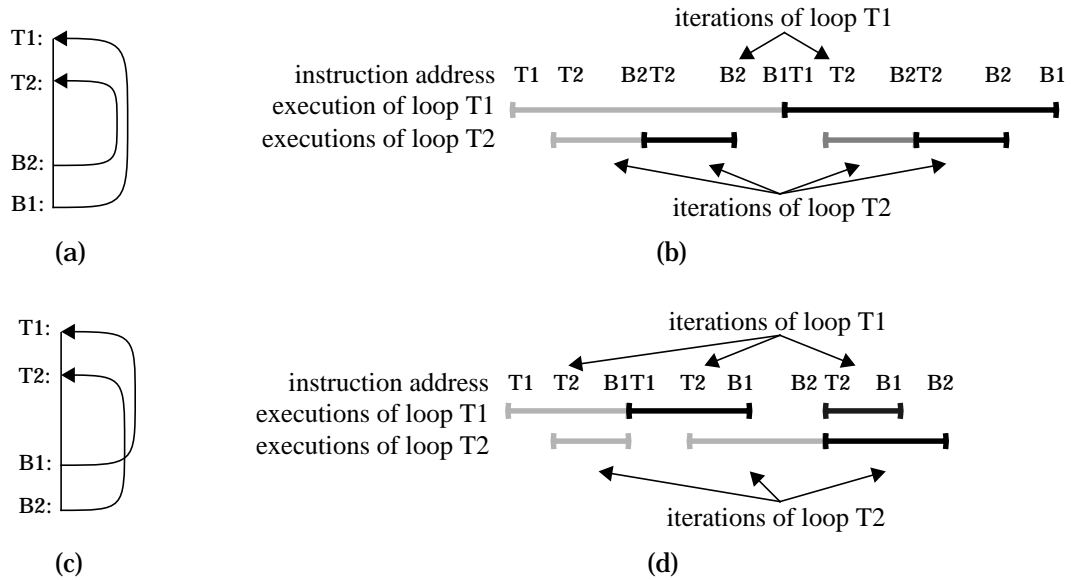 iterations of loop T1
T1:
T2:
B2:
B1:
instruction address T1 T2 B2T2 B2 B1T1 T2 B2T2 B2 B1
execution of loop T1
executions of loop T2
iterations of loop T2
(a)
(b)
iterations of loop T1
T1:
T2:
B1:
B2:
instruction address T1 T2 B1T1 T2 B1 B2 T2 B1 B2
executions of loop T1
executions of loop T2
iterations of loop T2
(c)
(d)